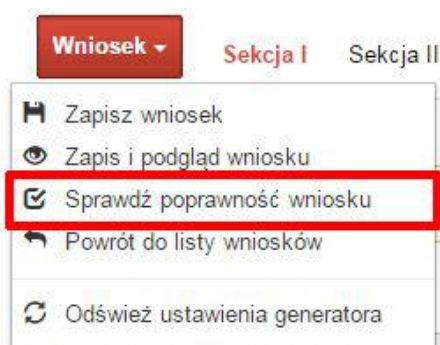 Wniosek Sekcja I Sekcja II
Zapisz wniosek
Zapis i podgląd wniosku
Sprawdź poprawność wniosku
Powrót do listy wniosków
Odśwież ustawienia generatora